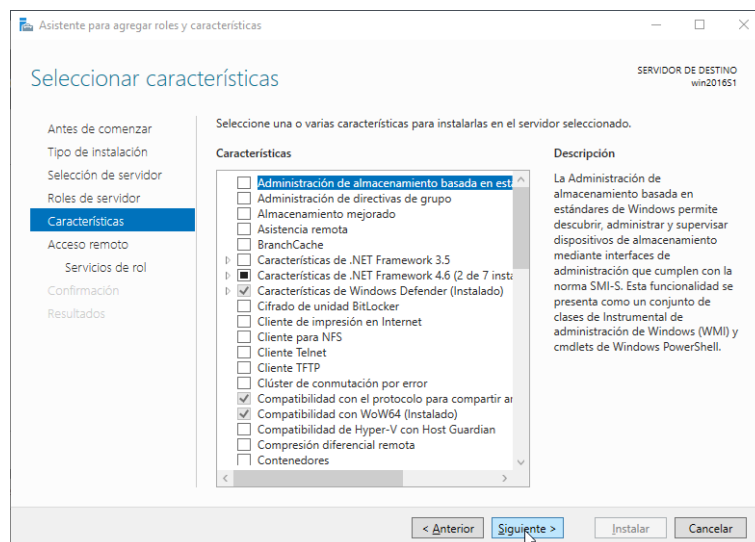 Asistente para agregar roles y características
Seleccionar características
SERVIDOR DE DESTINO
win2016S1
Antes de comenzar
Tipo de instalación
Selección de servidor
Roles de servidor
Características
Acceso remoto
Servicios de rol
Confirmación
Resultados
Seleccione una o varias características para instalarlas en el servidor seleccionado.
Características
Administración de almacenamiento basada en está
Administración de directivas de grupo
Almacenamiento mejorado
Asistencia remota
BranchCache
Características de .NET Framework 3.5
Características de .NET Framework 4.6 (2 de 7 insta
Características de Windows Defender (Instalado)
Cifrado de unidad BitLocker
Cliente de impresión en Internet
Cliente para NFS
Cliente Telnet
Cliente TFTP
Clúster de conmutación por error
Compatibilidad con el protocolo para compartir ar
Compatibilidad con WoW64 (Instalado)
Compatibilidad de Hyper-V con Host Guardian
Compresión diferencial remota
Contenedores
Descripción
La Administración de
almacenamiento basada en
estándares de Windows permite
descubrir, administrar y supervisar
dispositivos de almacenamiento
mediante interfaces de
administración que cumplen con la
norma SMI-S. Esta funcionalidad se
presenta como un conjunto de
clases de Instrumental de
administración de Windows (WMI) y
cmdlets de Windows PowerShell.
< Anterior
Siguiente >
Instalar
Cancelar